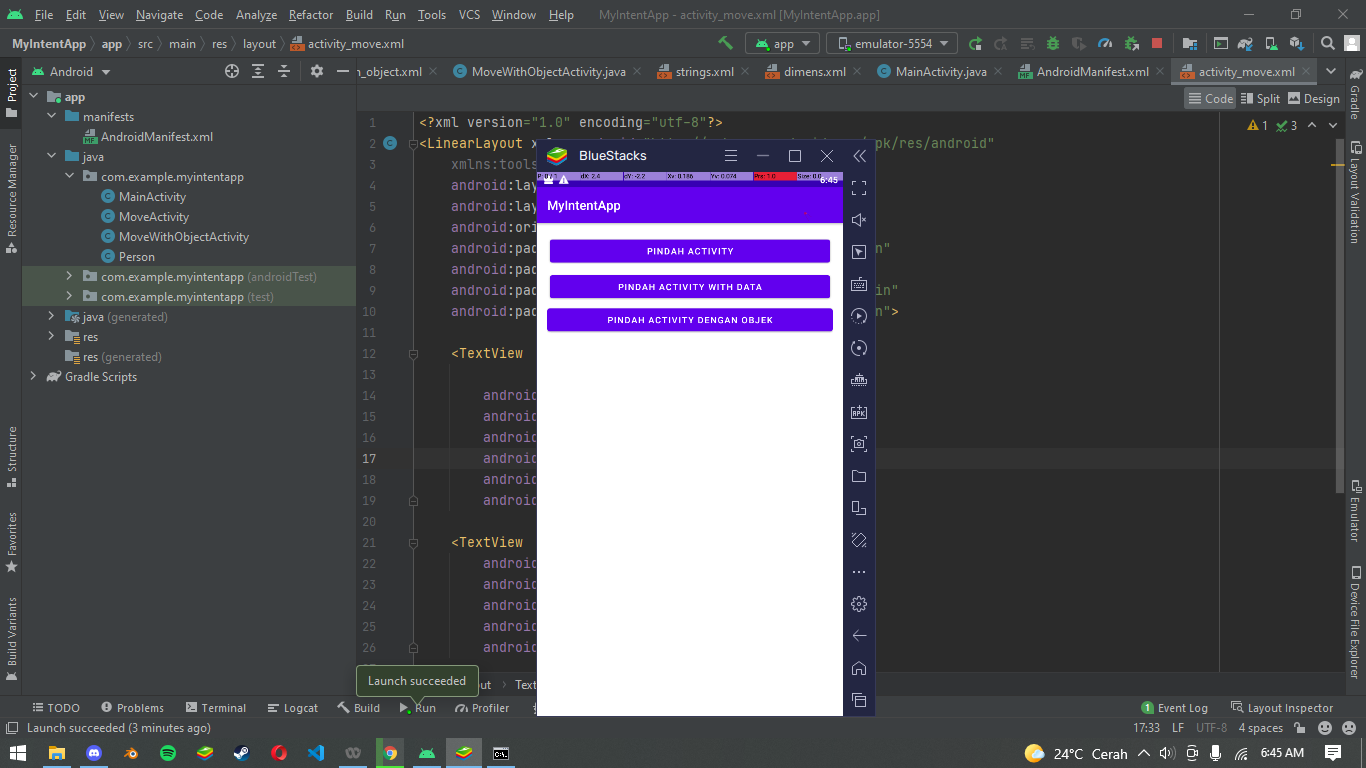 File Edit View Navigate Code Analyze Refactor Build Run Tools VCS Window Help MyIntentApp - activity_move.xml [MyIntentApp.app]
MyIntentApp app src main res layout activity_move.xml app emulator-5554
Android n_object.xml MoveWithObjectActivity.java strings.xml dimens.xml MainActivity.java AndroidManifest.xml activity_move.xml
Code Split Design
Project
Resource Manager
Structure
Favorites
Build Variants
app
manifests
AndroidManifest.xml
java
com.example.myintentapp
MainActivity
MoveActivity
MoveWithObjectActivity
Person
com.example.myintentapp (androidTest)
com.example.myintentapp (test)
java (generated)
res
res (generated)
Gradle Scripts
1 <?xml version="1.0" encoding="utf-8"?>
1 3
2 <LinearLayout x pk/res/android"
3 xmlns:tools
4 android:lay
5 android:lay
6 android:ori
7 android:pad n"
8 android:pad
9 android:pad in"
10 android:pad n">
11
12 <TextView
13
14 android
15 android
16 android
17 android
18 android
19 android
20
21 <TextView
22 android
23 android
24 android
25 android
26 android
out Text
BlueStacks
dX: 2.4 dY: -2.2 Xv: 0.186 Yv: 0.074 Prs: 1.0 Size: 0.0
6:45
MyIntentApp
PINDAH ACTIVITY
PINDAH ACTIVITY WITH DATA
PINDAH ACTIVITY DENGAN OBJEK
Gradle
Layout Validation
Emulator
Device File Explorer
Launch succeeded
TODO Problems Terminal Logcat Build Run Profiler 1 Event Log Layout Inspector
Launch succeeded (3 minutes ago) 17:33 LF UTF-8 4 spaces
24°C Cerah 6:45 AM